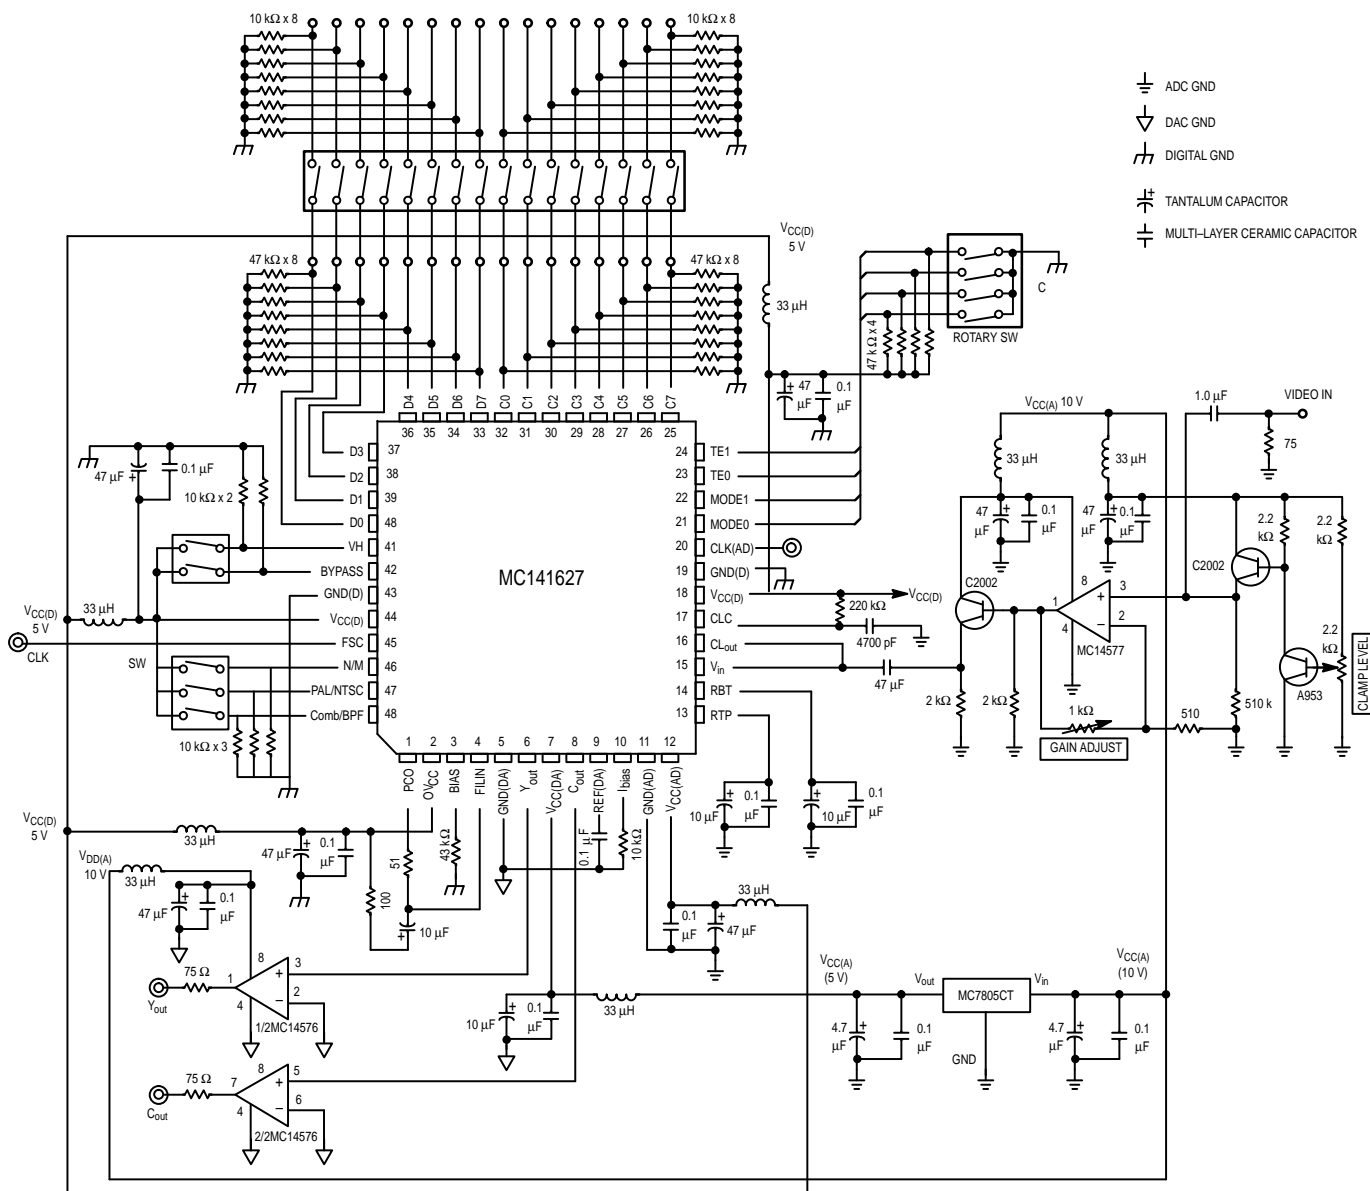 10 kΩ x 8
10 kΩ x 8
ADC GND
DAC GND
DIGITAL GND
+
TANTALUM CAPACITOR
MULTI–LAYER CERAMIC CAPACITOR
VCC(D)
5 V
47 kΩ x 8
47 kΩ x 8
33 µH
C
ROTARY SW
47 kΩ x 4
+
47
µF
0.1
µF
D4
D5
D6
D7
C0
C1
C2
C3
C4
C5
C6
C7
36
35
34
33
32
31
30
29
28
27
26
25
VCC(A) 10 V
1.0 µF
VIDEO IN
75
47 µF
+
0.1 µF
10 kΩ x 2
D3
37
D2
38
D1
39
D0
48
VH
41
BYPASS
42
GND(D)
43
VCC(D)
44
FSC
45
N/M
46
PAL/NTSC
47
Comb/BPF
48
MC141627
24
TE1
23
TE0
22
MODE1
21
MODE0
20
CLK(AD)
19
GND(D)
18
VCC(D)
17
CLC
16
CLout
15
Vin
14
RBT
13
RTP
VCC(D)
220 kΩ
4700 pF
47 µF
33 µH
33 µH
47
µF
+
0.1
µF
47
µF
+
0.1
µF
2.2
kΩ
2.2
kΩ
C2002
C2002
8
3
1
+
2
–
4
MC14577
2.2
kΩ
A953
CLAMP LEVEL
2 kΩ
2 kΩ
1 kΩ
510
510 k
GAIN ADJUST
VCC(D)
5 V
33 µH
CLK
SW
10 kΩ x 3
1
2
3
4
5
6
7
8
9
10
11
12
PCO
OVCC
BIAS
FILIN
GND(DA)
Yout
VCC(DA)
Cout
REF(DA)
Ibias
GND(AD)
VCC(AD)
+
10 µF
0.1
µF
+
10 µF
0.1
µF
VCC(D)
5 V
33 µH
47 µF
+
0.1
µF
51
43 kΩ
0.1 µF
10 kΩ
100
+
10 µF
VDD(A)
10 V
33 µH
+
47 µF
0.1
µF
33 µH
0.1
µF
+
47 µF
75 Ω
Yout
8
1
+
3
–
2
4
1/2MC14576
+
10 µF
0.1
µF
33 µH
VCC(A)
(5 V)
Vout
MC7805CT
Vin
VCC(A)
(10 V)
4.7
µF
+
0.1
µF
GND
4.7
µF
+
0.1
µF
75 Ω
Cout
8
7
+
5
–
6
4
2/2MC14576